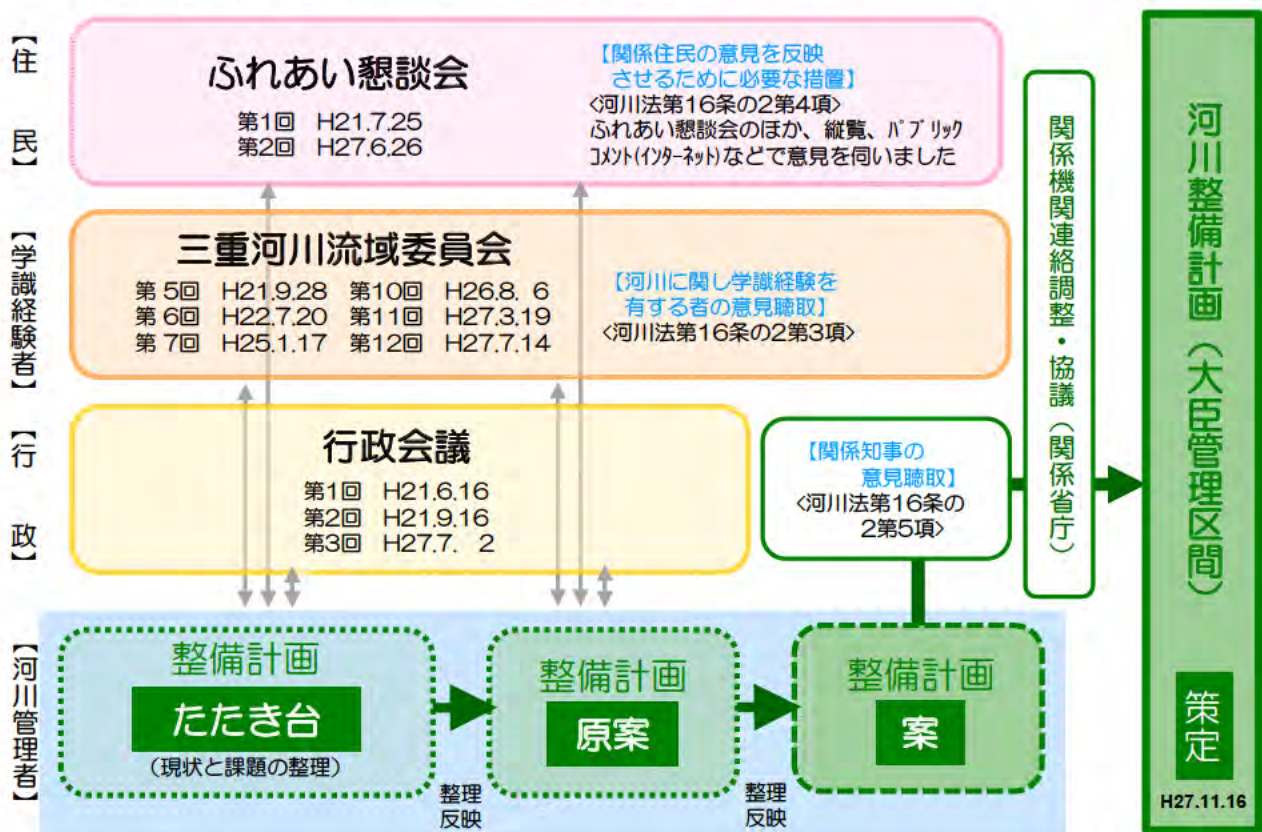 【住民】
ふれあい懇談会
第1回 H21.7.25
第2回 H27.6.26
【関係住民の意見を反映
させるために必要な措置】
<河川法第16条の2第4項>
ふれあい懇談会のほか、縦覧、ﾊﾟﾌﾞﾘｯｸ
ｺﾒﾝﾄ(ｲﾝﾀｰﾈｯﾄ)などで意見を伺いました
【学識経験者】
三重河川流域委員会
第 5回 H21.9.28 第10回 H26.8. 6
第 6回 H22.7.20 第11回 H27.3.19
第 7回 H25.1.17 第12回 H27.7.14
【河川に関し学識経験を
有する者の意見聴取】
<河川法第16条の2第3項>
【行政】
行政会議
第1回 H21.6.16
第2回 H21.9.16
第3回 H27.7. 2
【関係知事の
意見聴取】
<河川法第16条の
2第5項>
【河川管理者】
整備計画
たたき台
(現状と課題の整理)
整理
反映
整備計画
原案
整理
反映
整備計画
案
関係機関連絡調整・協議(関係省庁)
河川整備計画(大臣管理区間)
策定
H27.11.16